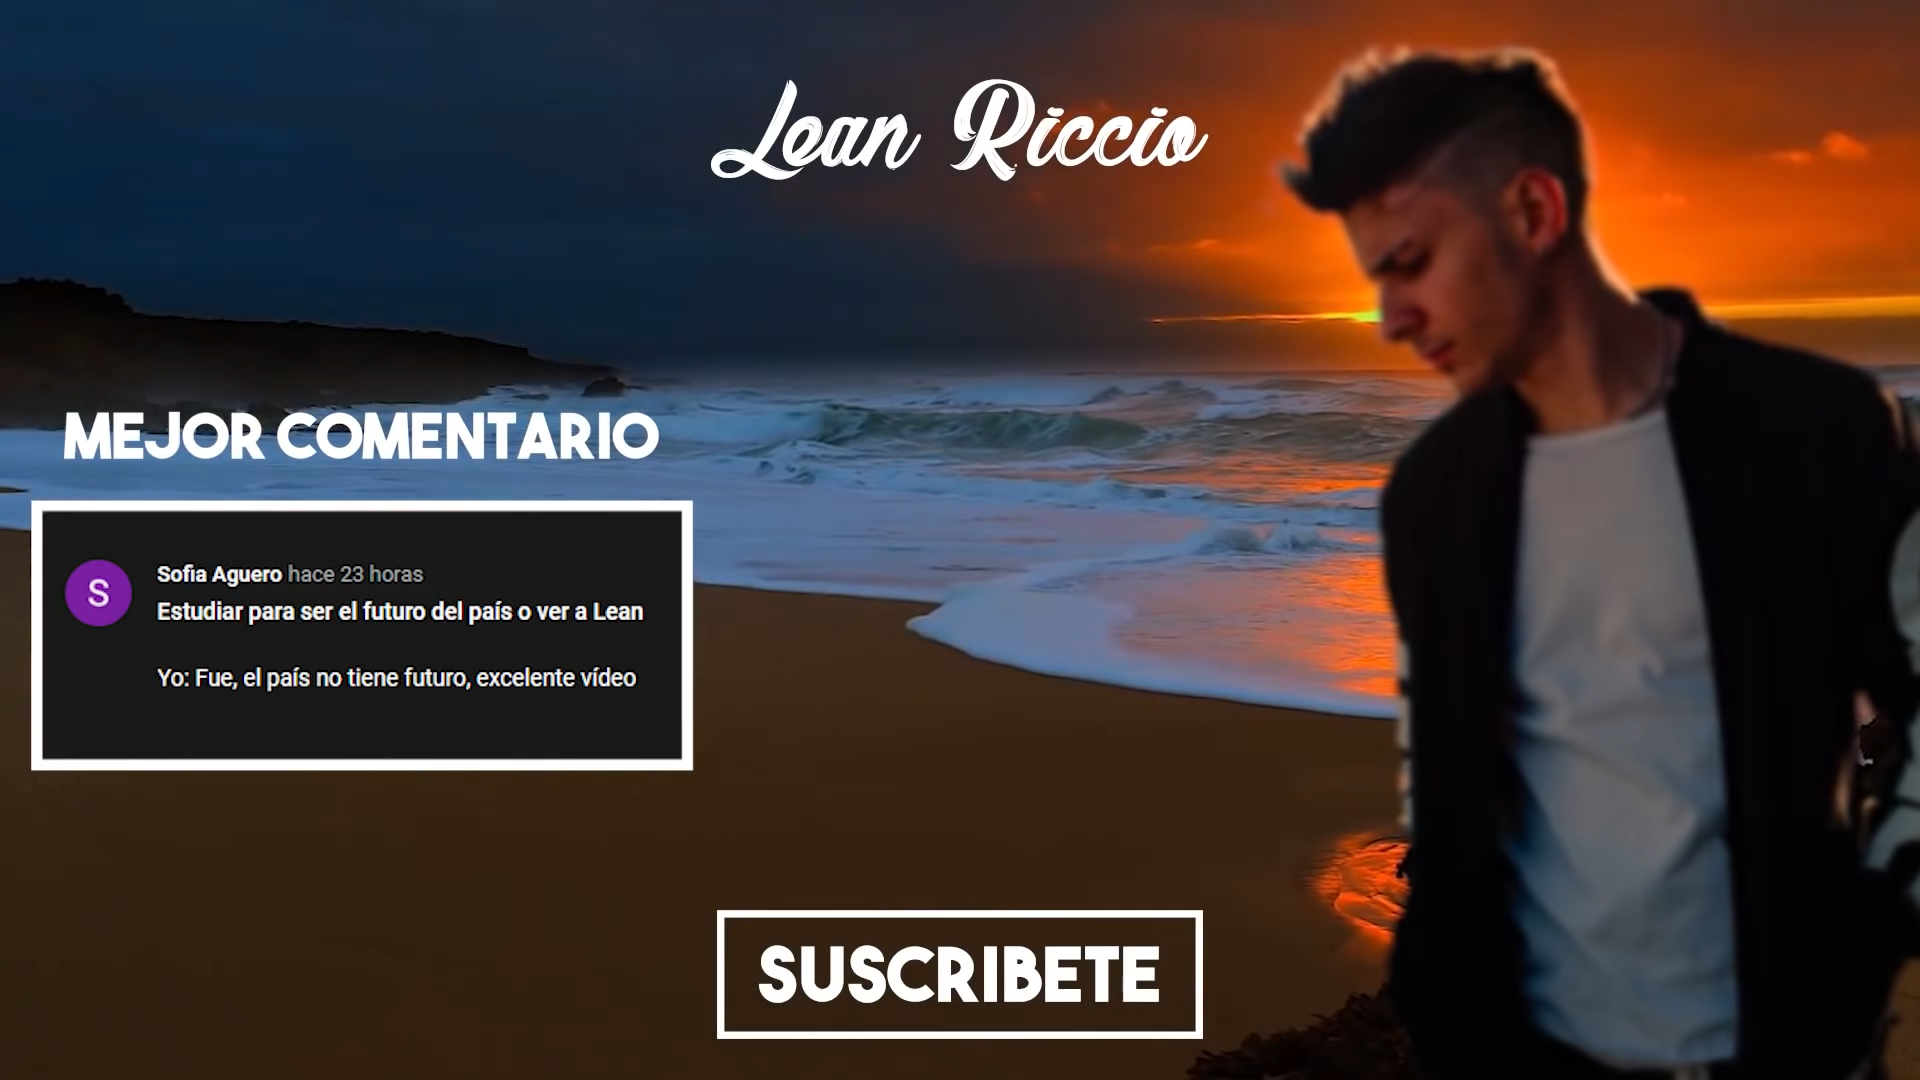 Lean Riccio
MEJOR COMENTARIO
S
Sofia Aguero hace 23 horas
Estudiar para ser el futuro del país o ver a Lean
Yo: Fue, el país no tiene futuro, excelente vídeo
SUSCRIBETE